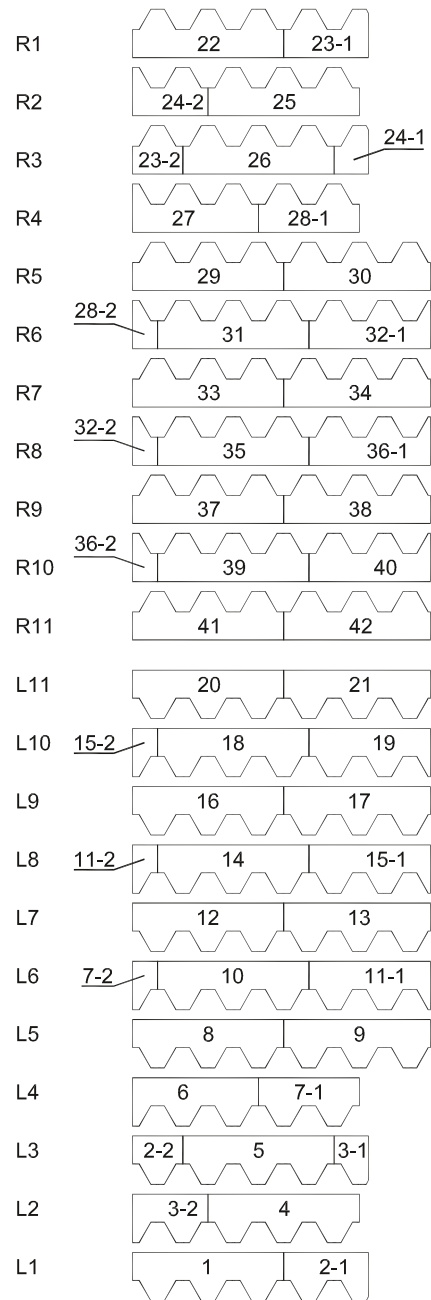 R1 22 23-1
R2 24-2 25
24-1
R3 23-2 26
R4 27 28-1
R5 29 30
28-2
R6 31 32-1
R7 33 34
32-2
R8 35 36-1
R9 37 38
36-2
R10 39 40
R11 41 42
L11 20 21
L10 15-2 18 19
L9 16 17
L8 11-2 14 15-1
L7 12 13
L6 7-2 10 11-1
L5 8 9
L4 6 7-1
L3 2-2 5 3-1
L2 3-2 4
L1 1 2-1